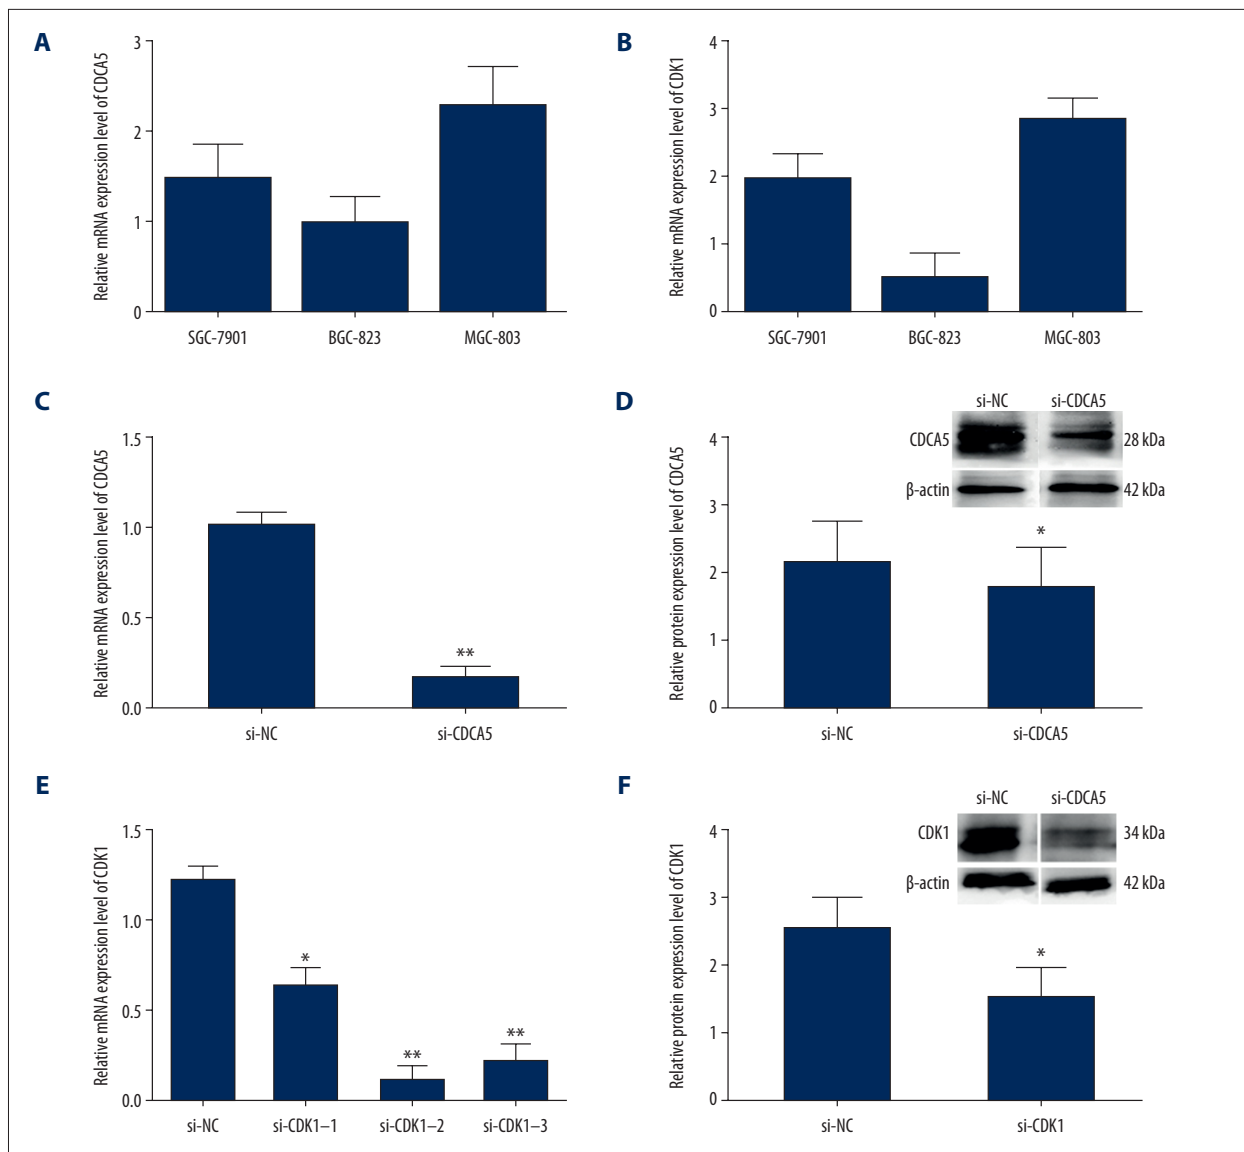 A
Relative mRNA expression level of CDCA5
3
2
1
0
SGC-7901 BGC-823 MGC-803
B
Relative mRNA expression level of CDK1
4
3
2
1
0
SGC-7901 BGC-823 MGC-803
C
Relative mRNA expression level of CDCA5
1.5
1.0
0.5
0.0
**
si-NC si-CDCA5
D
Relative protein expression level of CDCA5
4
3
2
1
0
si-NC si-CDCA5
CDCA5 28 kDa
β-actin 42 kDa
*
si-NC si-CDCA5
E
Relative mRNA expression level of CDK1
1.5
1.0
0.5
0.0
*
**
**
si-NC si-CDK1–1 si-CDK1–2 si-CDK1–3
F
Relative protein expression level of CDK1
4
3
2
1
0
si-NC si-CDCA5
CDK1 34 kDa
β-actin 42 kDa
*
si-NC si-CDK1